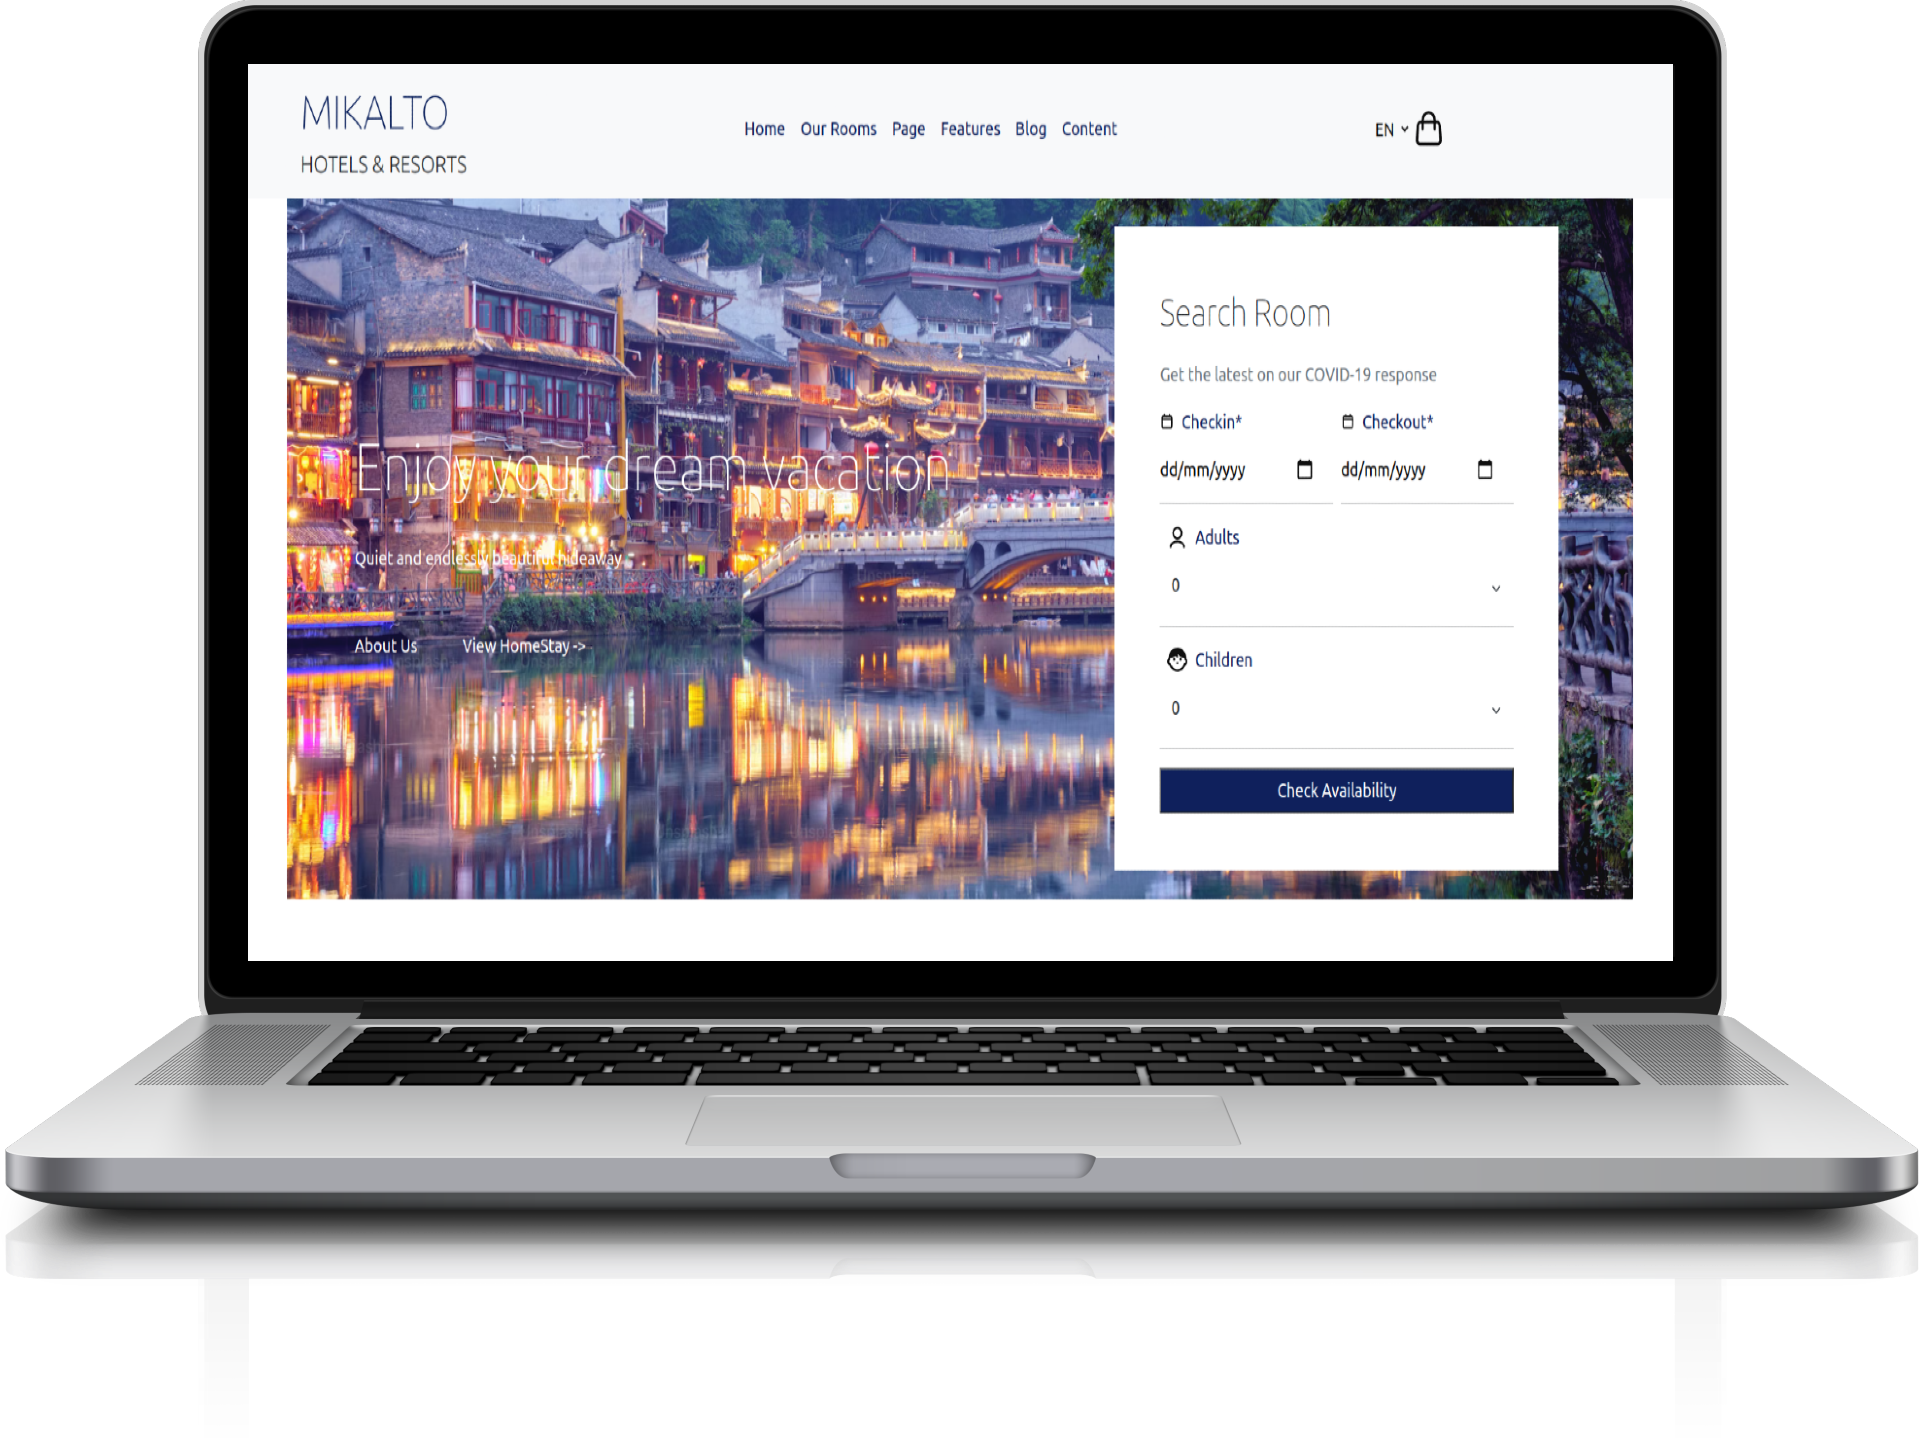 MIKALTO
HOTELS & RESORTS
Home Our Rooms Page Features Blog Content
EN
Enjoy your dream vacation
Quiet and endlessly beautiful hideaway
About Us View HomeStay ->
Search Room
Get the latest on our COVID-19 response
Checkin* Checkout*
dd/mm/yyyy dd/mm/yyyy
Adults
0
Children
0
Check Availability